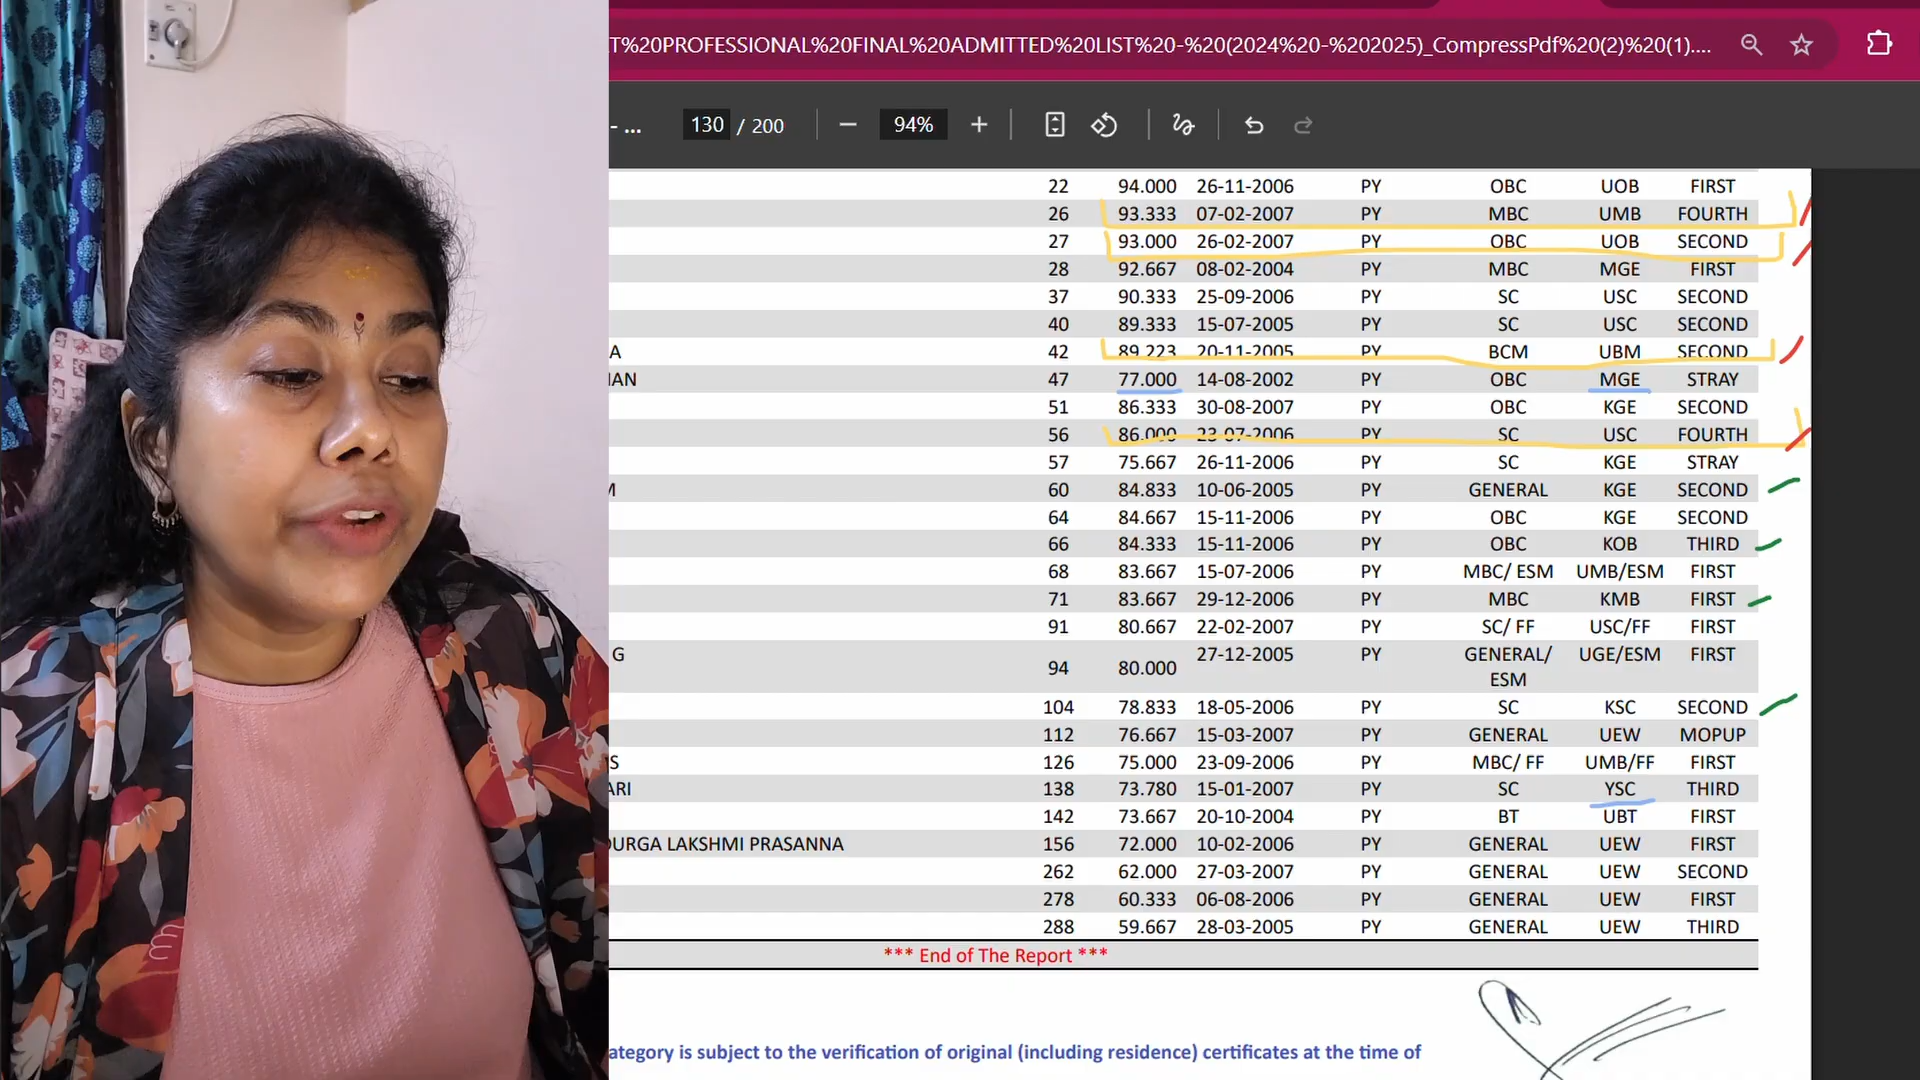 T%20PROFESSIONAL%20FINAL%20ADMITTED%20LIST%20-%20(2024%20-%202025)_CompressPdf%20(2)%20(1)....
- ... 130 / 200 94%
22 94.000 26-11-2006 PY OBC UOB FIRST
26 93.333 07-02-2007 PY MBC UMB FOURTH
27 93.000 26-02-2007 PY OBC UOB SECOND
28 92.667 08-02-2004 PY MBC MGE FIRST
37 90.333 25-09-2006 PY SC USC SECOND
40 89.333 15-07-2005 PY SC USC SECOND
A 42 89.223 20-11-2005 PY BCM UBM SECOND
IAN 47 77.000 14-08-2002 PY OBC MGE STRAY
51 86.333 30-08-2007 PY OBC KGE SECOND
56 86.000 23-07-2006 PY SC USC FOURTH
57 75.667 26-11-2006 PY SC KGE STRAY
M 60 84.833 10-06-2005 PY GENERAL KGE SECOND
64 84.667 15-11-2006 PY OBC KGE SECOND
66 84.333 15-11-2006 PY OBC KOB THIRD
68 83.667 15-07-2006 PY MBC/ ESM UMB/ESM FIRST
71 83.667 29-12-2006 PY MBC KMB FIRST
91 80.667 22-02-2007 PY SC/ FF USC/FF FIRST
G 94 80.000 27-12-2005 PY GENERAL/ UGE/ESM FIRST
ESM
104 78.833 18-05-2006 PY SC KSC SECOND
112 76.667 15-03-2007 PY GENERAL UEW MOPUP
S 126 75.000 23-09-2006 PY MBC/ FF UMB/FF FIRST
ARI 138 73.780 15-01-2007 PY SC YSC THIRD
142 73.667 20-10-2004 PY BT UBT FIRST
DURGA LAKSHMI PRASANNA 156 72.000 10-02-2006 PY GENERAL UEW FIRST
262 62.000 27-03-2007 PY GENERAL UEW SECOND
278 60.333 06-08-2006 PY GENERAL UEW FIRST
288 59.667 28-03-2005 PY GENERAL UEW THIRD
*** End of The Report ***
ategory is subject to the verification of original (including residence) certificates at the time of